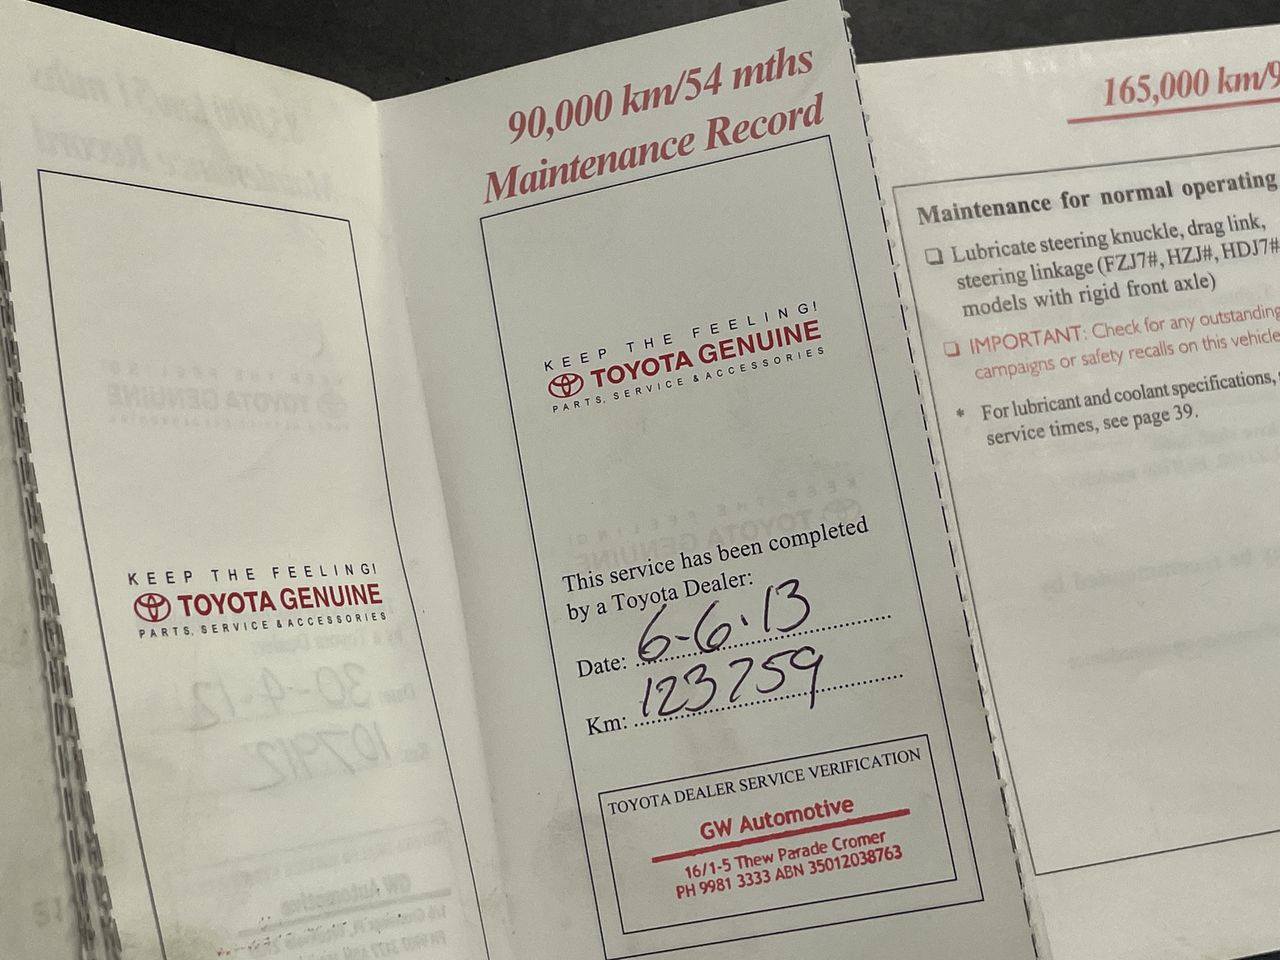 KEEP THE FEELING!
TOYOTA GENUINE
PARTS, SERVICE & ACCESSORIES
90,000 km/54 mths
Maintenance Record
KEEP THE FEELING!
TOYOTA GENUINE
PARTS, SERVICE & ACCESSORIES
This service has been completed
by a Toyota Dealer:
Date: 6-6.13
Km: 123759
TOYOTA DEALER SERVICE VERIFICATION
GW Automotive
16/1-5 Thew Parade Cromer
PH 9981 3333 ABN 35012038763
165,000 km/9
Maintenance for normal operating
Lubricate steering knuckle, drag link,
steering linkage (FZJ7#, HZJ#, HDJ7#
models with rigid front axle)
IMPORTANT: Check for any outstanding
campaigns or safety recalls on this vehicle
* For lubricant and coolant specifications,
service times, see page 39.